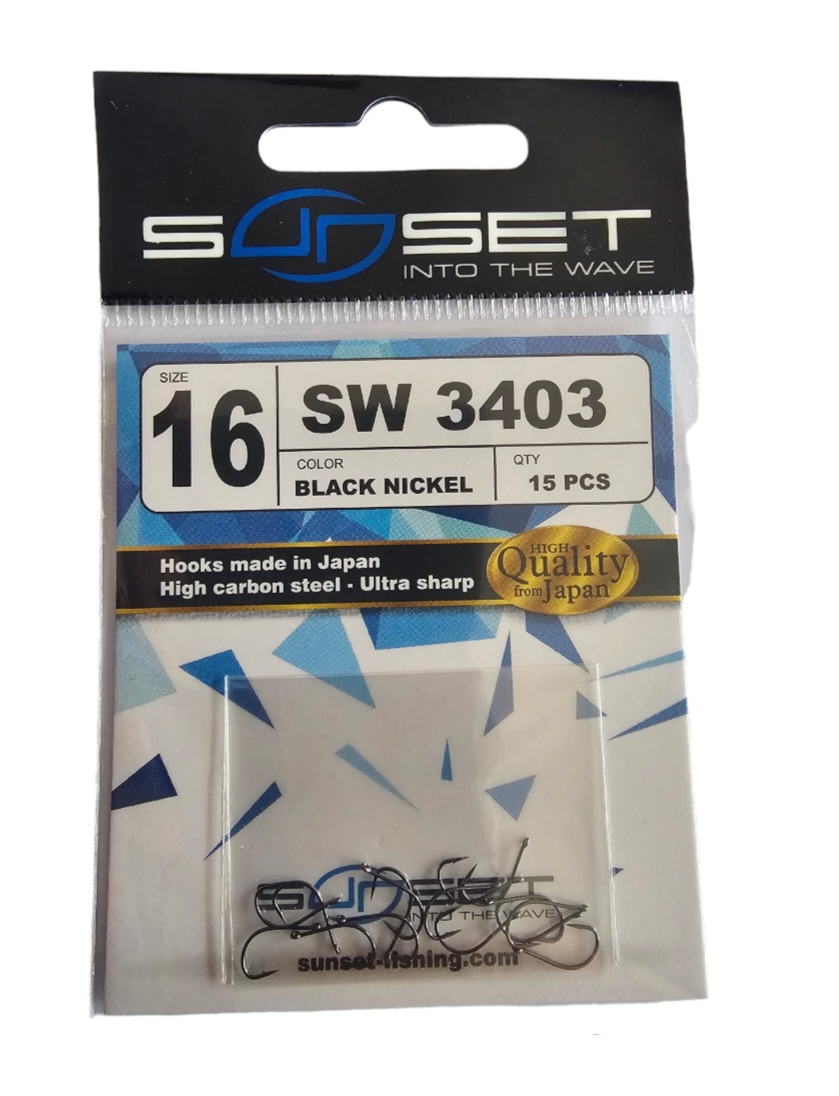 SUNSET
INTO THE WAVE
SIZE
16
SW 3403
COLOR
BLACK NICKEL
QTY
15 PCS
Hooks made in Japan
High carbon steel - Ultra sharp
HIGH
Quality
from Japan
SUNSET
INTO THE WAVE
sunset-fishing.com